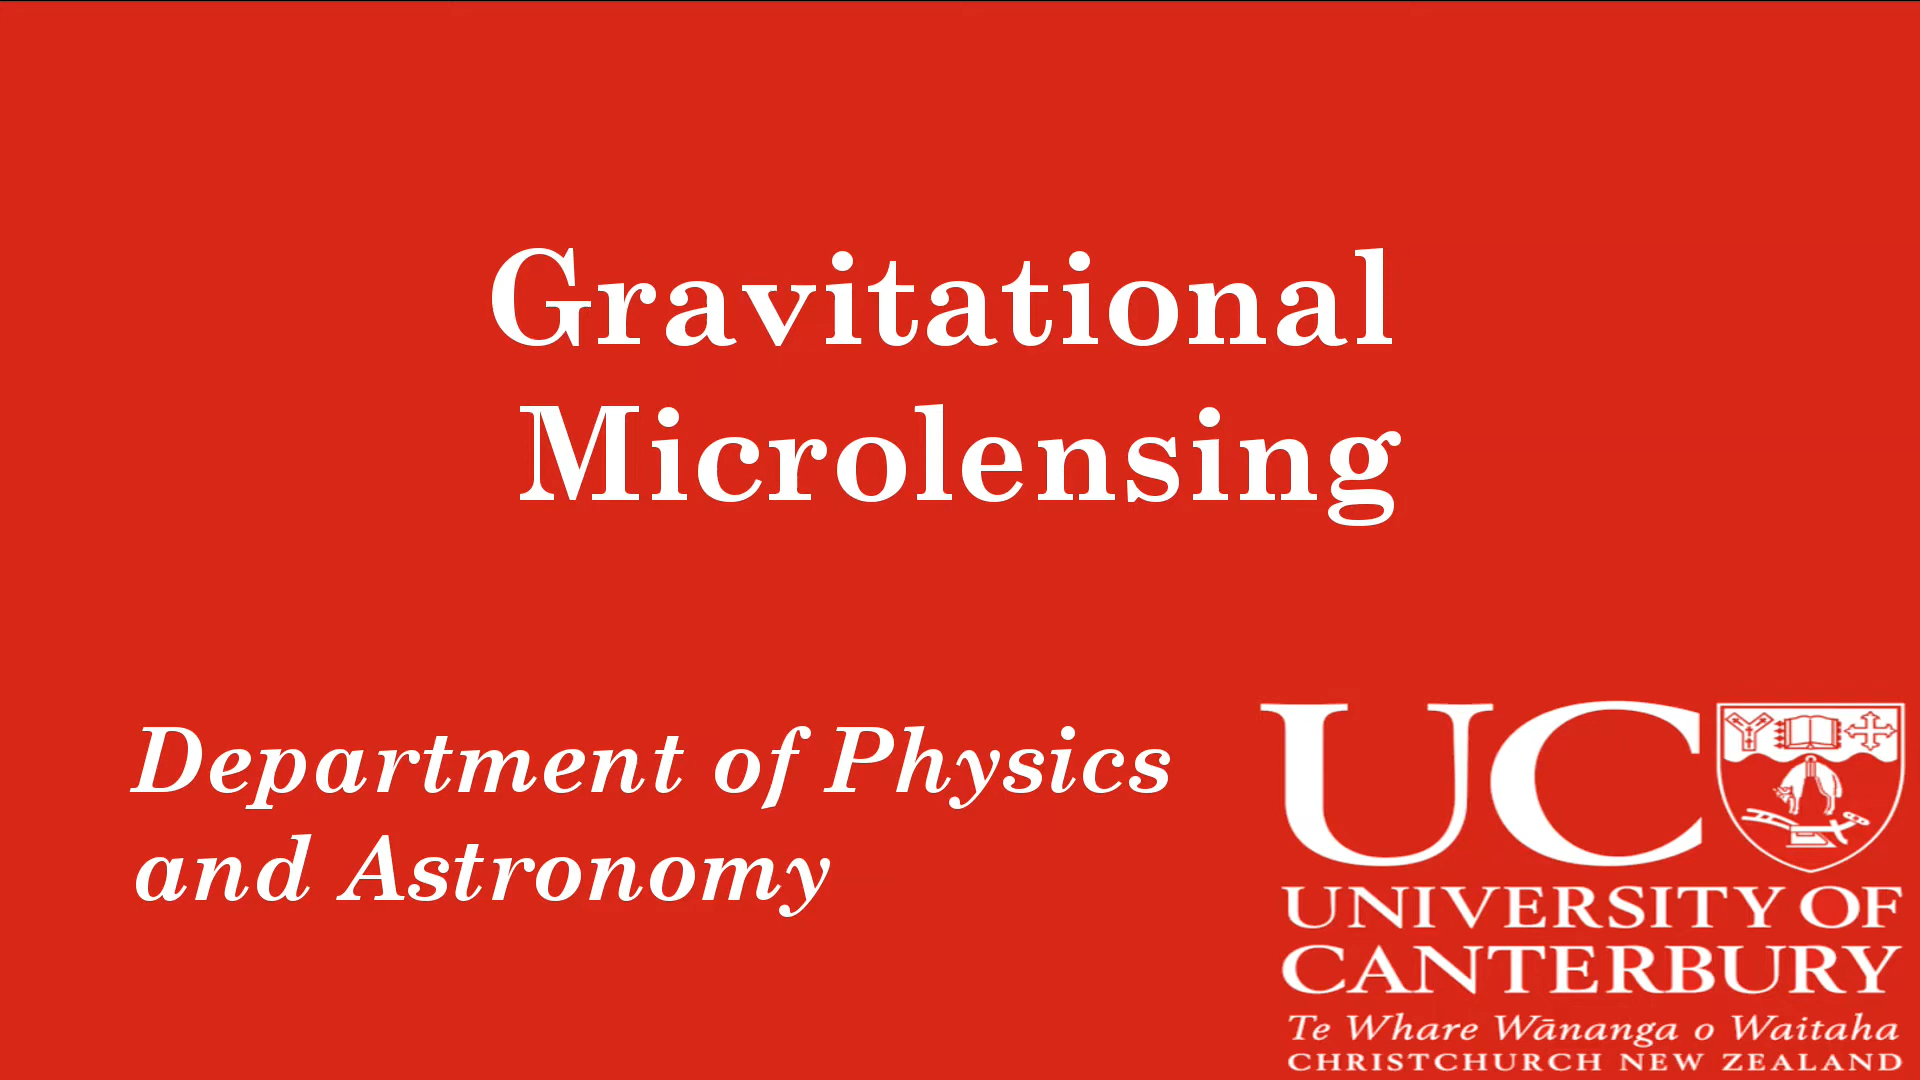 Gravitational
Microlensing
Department of Physics
and Astronomy
UC
UNIVERSITY OF
CANTERBURY
Te Whare Wānanga o Waitaha
CHRISTCHURCH NEW ZEALAND